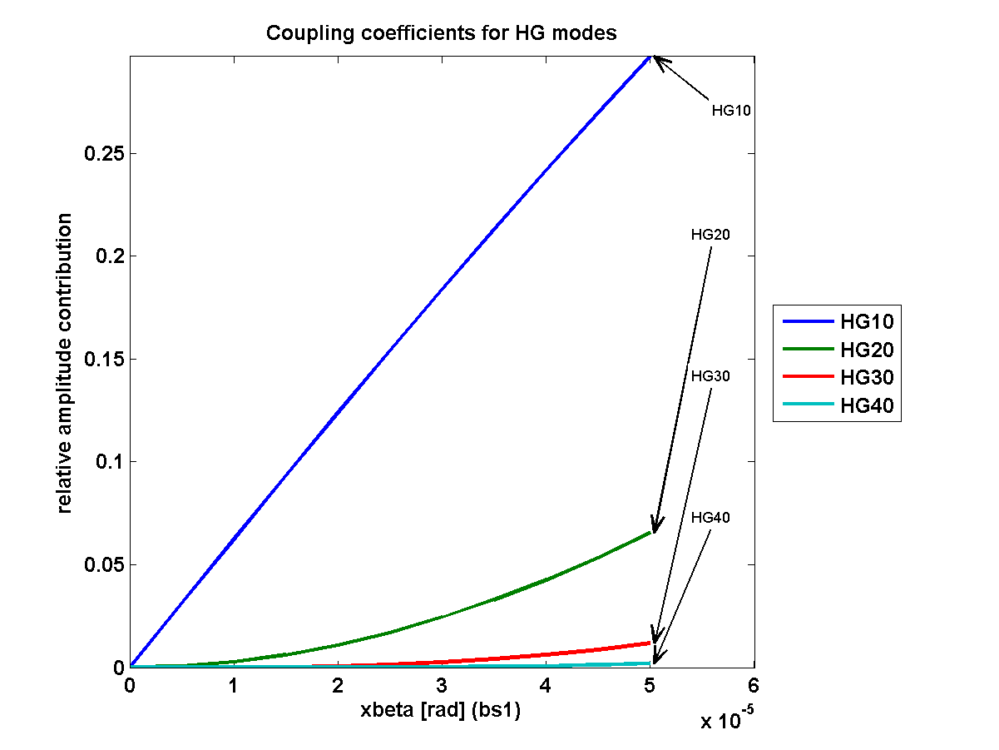 Coupling coefficients for HG modes
HG10
0.25
HG20
0.2
relative amplitude contribution
HG10
HG20
HG30
HG40
0.15
HG30
0.1
HG40
0.05
0
0 1 2 3 4 5 6
xbeta [rad] (bs1)
x 10^-5